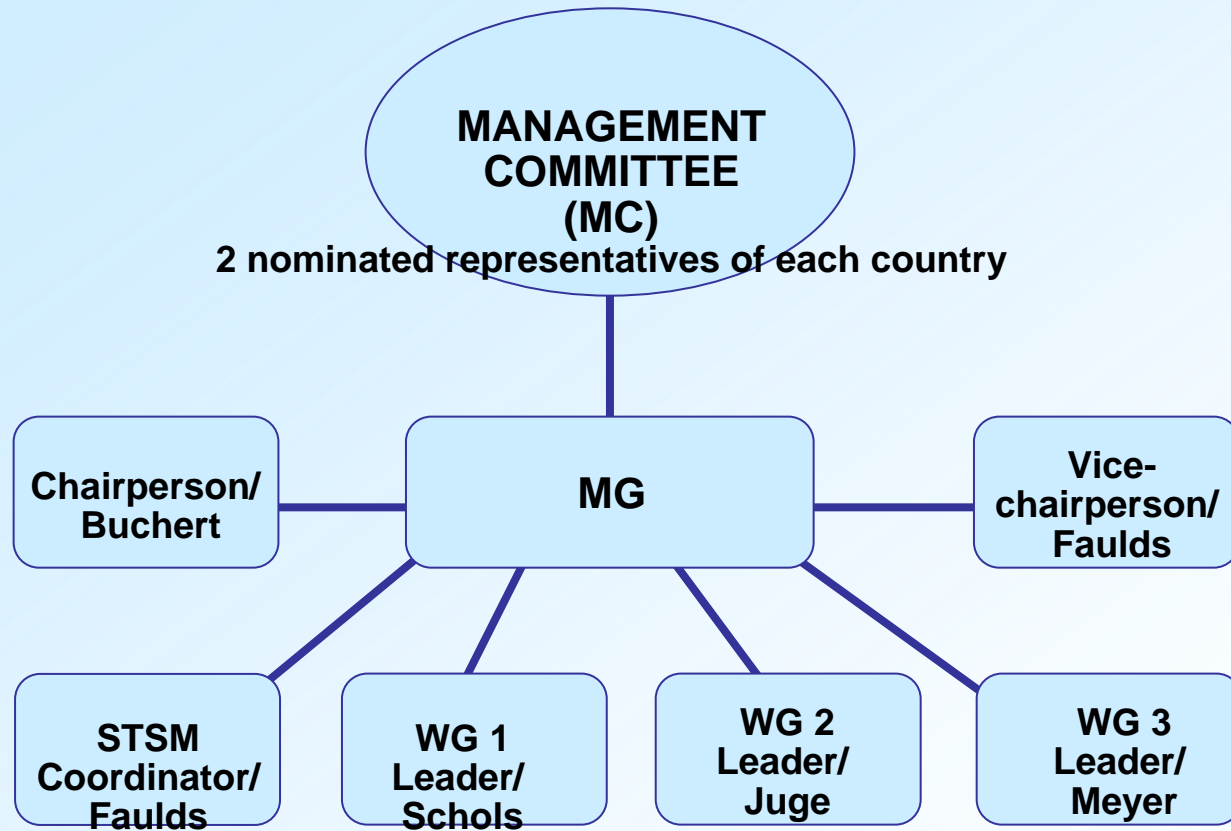 MANAGEMENT
COMMITTEE
(MC)
2 nominated representatives of each country
Chairperson/
Buchert
MG
Vice-
chairperson/
Faulds
STSM
Coordinator/
Faulds
WG 1
Leader/
Schols
WG 2
Leader/
Juge
WG 3
Leader/
Meyer